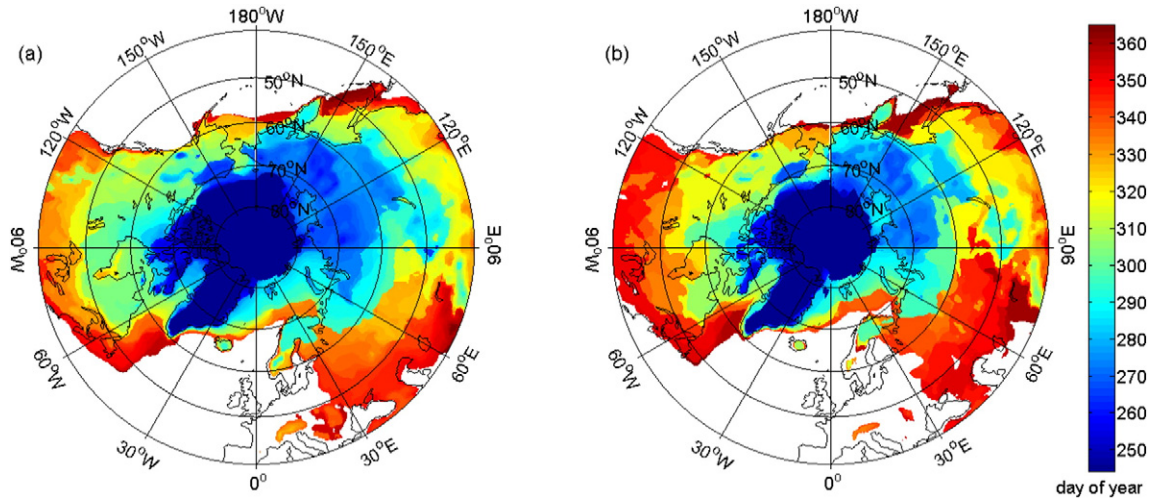 (a)
180°W
150°W
150°E
120°W
120°E
90°W
90°E
60°W
60°E
30°W
30°E
0°
50°N
60°N
70°N
80°N
(b)
180°W
150°W
150°E
120°W
120°E
90°W
90°E
60°W
60°E
30°W
30°E
0°
50°N
60°N
70°N
80°N
360
350
340
330
320
310
300
290
280
270
260
250
240
day of year